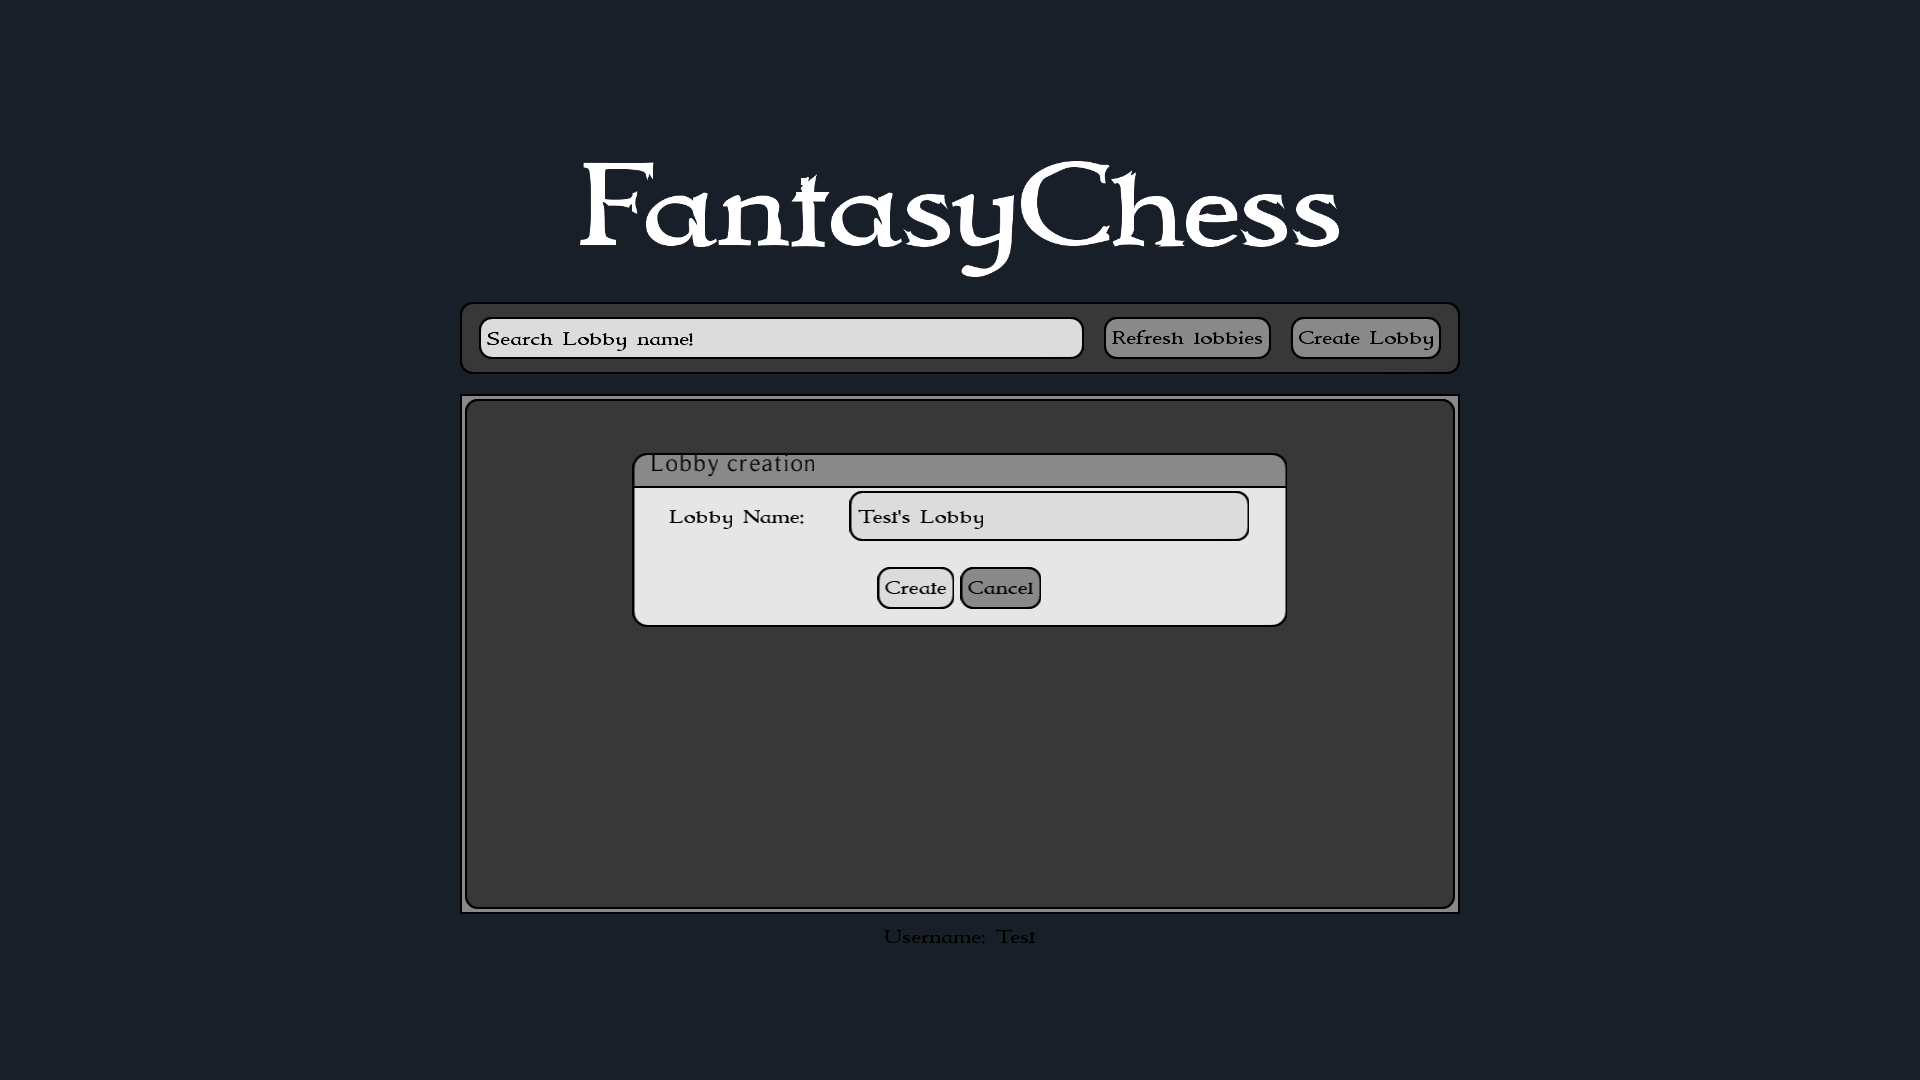 FantasyChess
Search Lobby name!
Refresh lobbies
Create Lobby
Lobby creation
Lobby Name:
Test's Lobby
Create
Cancel
Username: Test